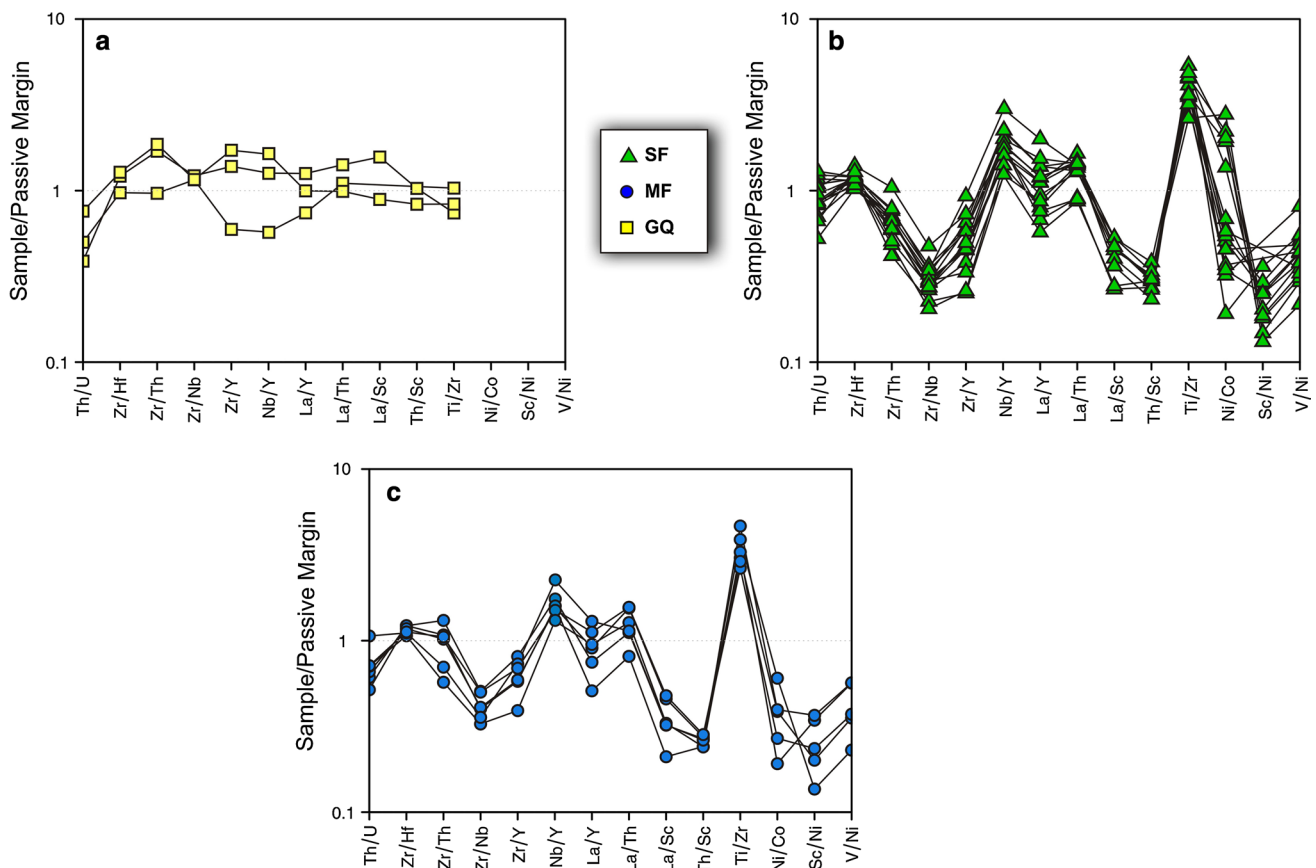 a
10
1
0.1
Sample/Passive Margin
Th/U
Zr/Hf
Zr/Th
Zr/Nb
Zr/Y
Nb/Y
La/Y
La/Th
La/Sc
Th/Sc
Ti/Zr
Ni/Co
Sc/Ni
V/Ni
SF
MF
GQ
b
10
1
0.1
Sample/Passive Margin
Th/U
Zr/Hf
Zr/Th
Zr/Nb
Zr/Y
Nb/Y
La/Y
La/Th
La/Sc
Th/Sc
Ti/Zr
Ni/Co
Sc/Ni
V/Ni
c
10
1
0.1
Sample/Passive Margin
Th/U
Zr/Hf
Zr/Th
Zr/Nb
Zr/Y
Nb/Y
La/Y
La/Th
La/Sc
Th/Sc
Ti/Zr
Ni/Co
Sc/Ni
V/Ni